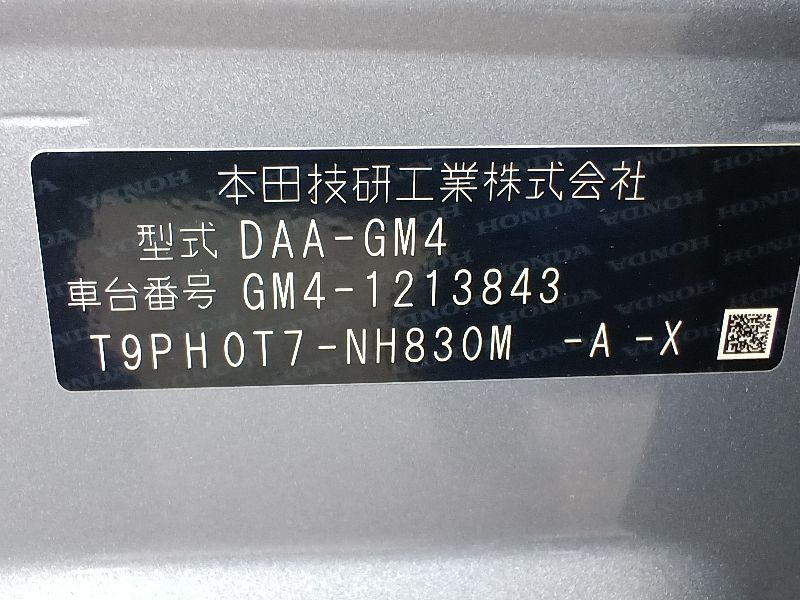 本田技研工業株式会社
型式 DAA-GM4
車台番号 GM4-1213843
T9PH0T7-NH830M -A -X